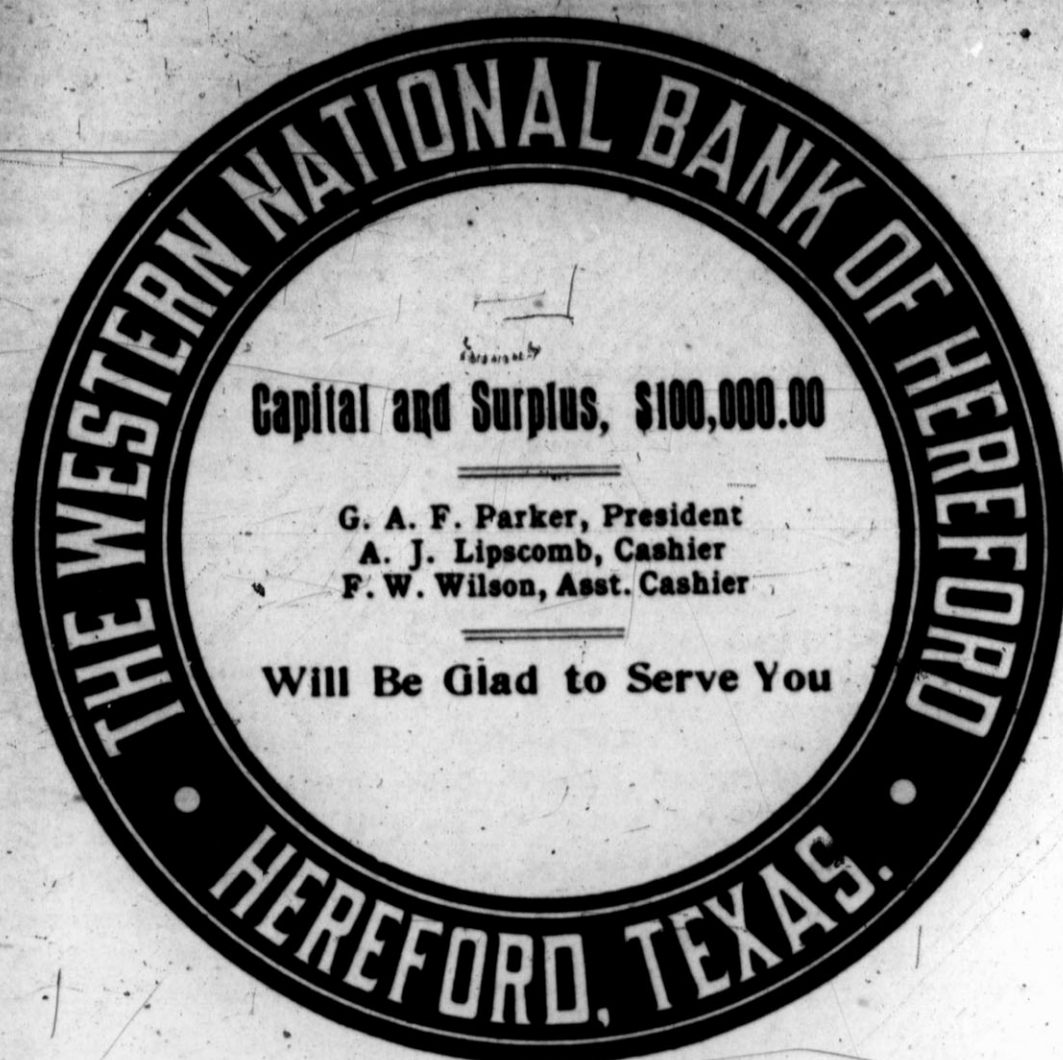 THE WESTERN NATIONAL BANK OF HEREFORD
Capital and Surplus, $100,000.00
G. A. F. Parker, President
A. J. Lipscomb, Cashier
F. W. Wilson, Asst. Cashier
Will Be Glad to Serve You
HEREFORD, TEXAS.